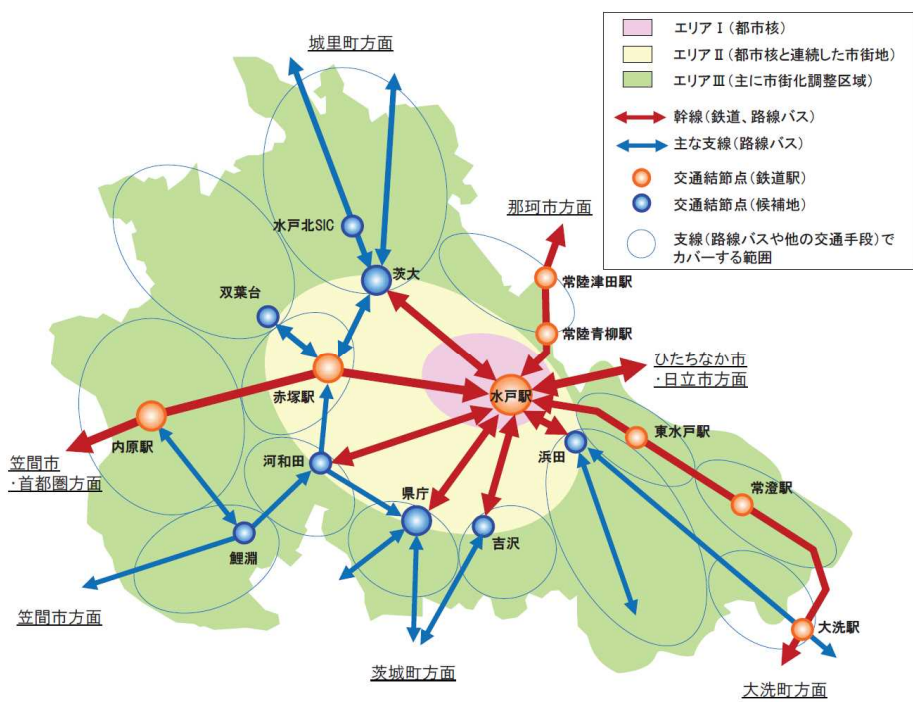 エリアⅠ(都市核)
エリアⅡ(都市核と連続した市街地)
エリアⅢ(主に市街化調整区域)
幹線(鉄道、路線バス)
主な支線(路線バス)
交通結節点(鉄道駅)
交通結節点(候補地)
支線(路線バスや他の交通手段)で
カバーする範囲
城里町方面
那珂市方面
水戸北SIC
茨大
常陸津田駅
双葉台
常陸青柳駅
ひたちなか市
・日立市方面
赤塚駅
水戸駅
内原駅
東水戸駅
笠間市
・首都圏方面
河和田
浜田
県庁
常澄駅
鯉淵
吉沢
笠間市方面
大洗駅
茨城町方面
大洗町方面